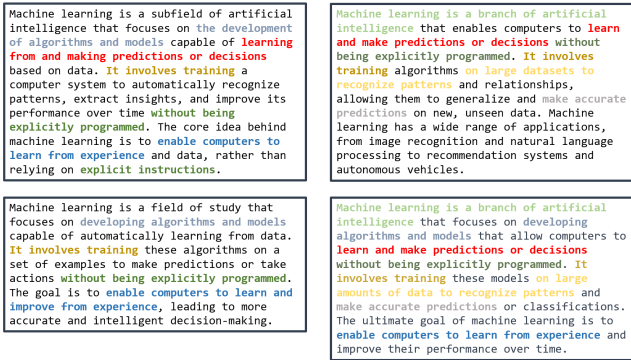 Machine learning is a subfield of artificial
intelligence that focuses on the development
of algorithms and models capable of learning
from and making predictions or decisions
based on data. It involves training a
computer system to automatically recognize
patterns, extract insights, and improve its
performance over time without being
explicitly programmed. The core idea behind
machine learning is to enable computers to
learn from experience and data, rather than
relying on explicit instructions.
Machine learning is a branch of artificial
intelligence that enables computers to learn
and make predictions or decisions without
being explicitly programmed. It involves
training algorithms on large datasets to
recognize patterns and relationships,
allowing them to generalize and make accurate
predictions on new, unseen data. Machine
learning has a wide range of applications,
from image recognition and natural language
processing to recommendation systems and
autonomous vehicles.
Machine learning is a field of study that
focuses on developing algorithms and models
capable of automatically learning from data.
It involves training these algorithms on a
set of examples to make predictions or take
actions without being explicitly programmed.
The goal is to enable computers to learn and
improve from experience, leading to more
accurate and intelligent decision-making.
Machine learning is a branch of artificial
intelligence that focuses on developing
algorithms and models that allow computers to
learn and make predictions or decisions
without being explicitly programmed. It
involves training these models on large
amounts of data to recognize patterns and
make accurate predictions or classifications.
The ultimate goal of machine learning is to
enable computers to learn from experience and
improve their performance over time.